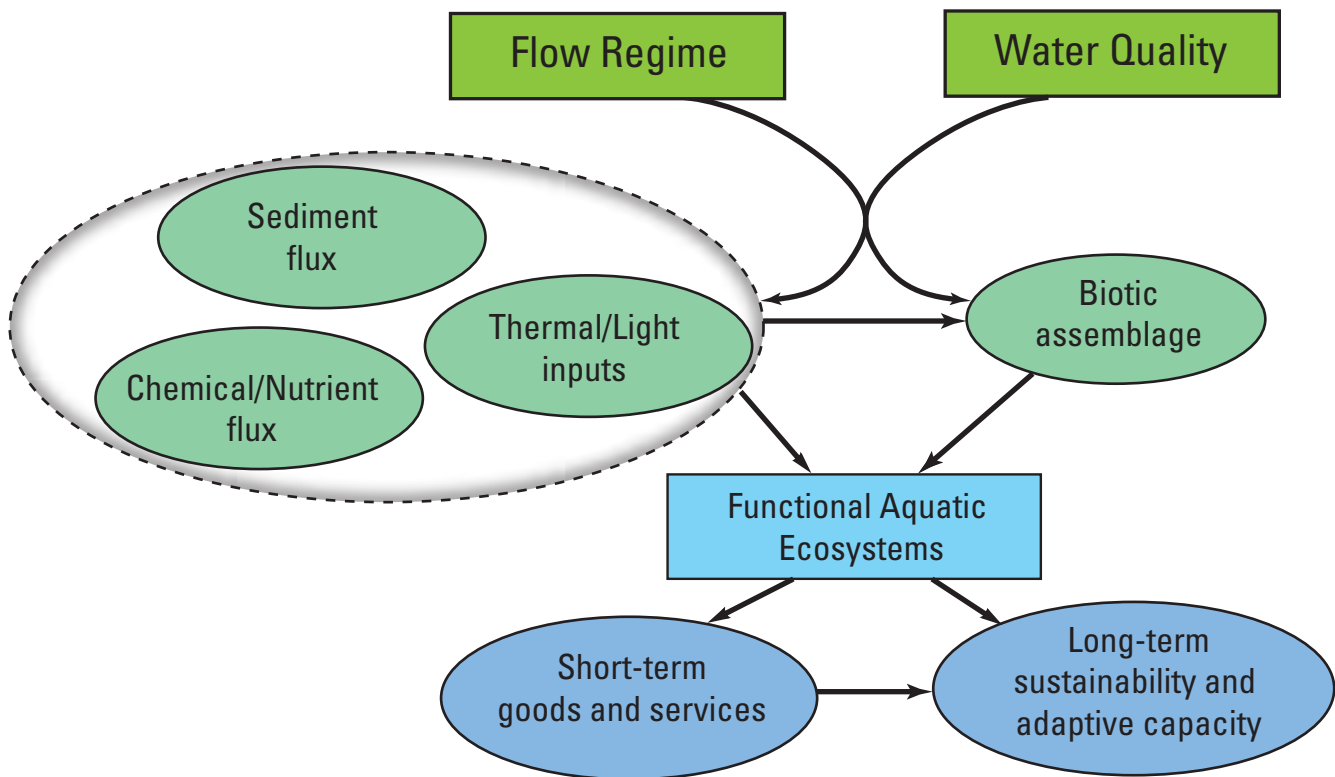 Flow Regime
Water Quality
Sediment
flux
Thermal/Light
inputs
Chemical/Nutrient
flux
Biotic
assemblage
Functional Aquatic
Ecosystems
Short-term
goods and services
Long-term
sustainability and
adaptive capacity